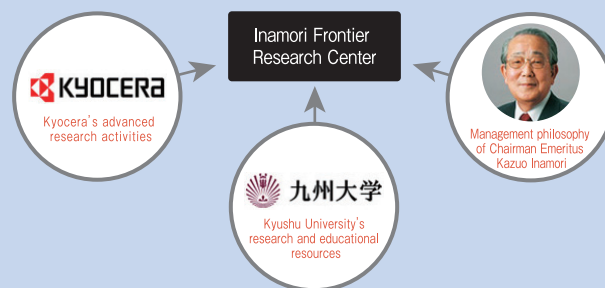 Inamori Frontier
Research Center
KYOCERA
Kyocera's advanced
research activities
九州大学
Kyushu University's
research and educational
resources
Management philosophy
of Chairman Emeritus
Kazuo Inamori